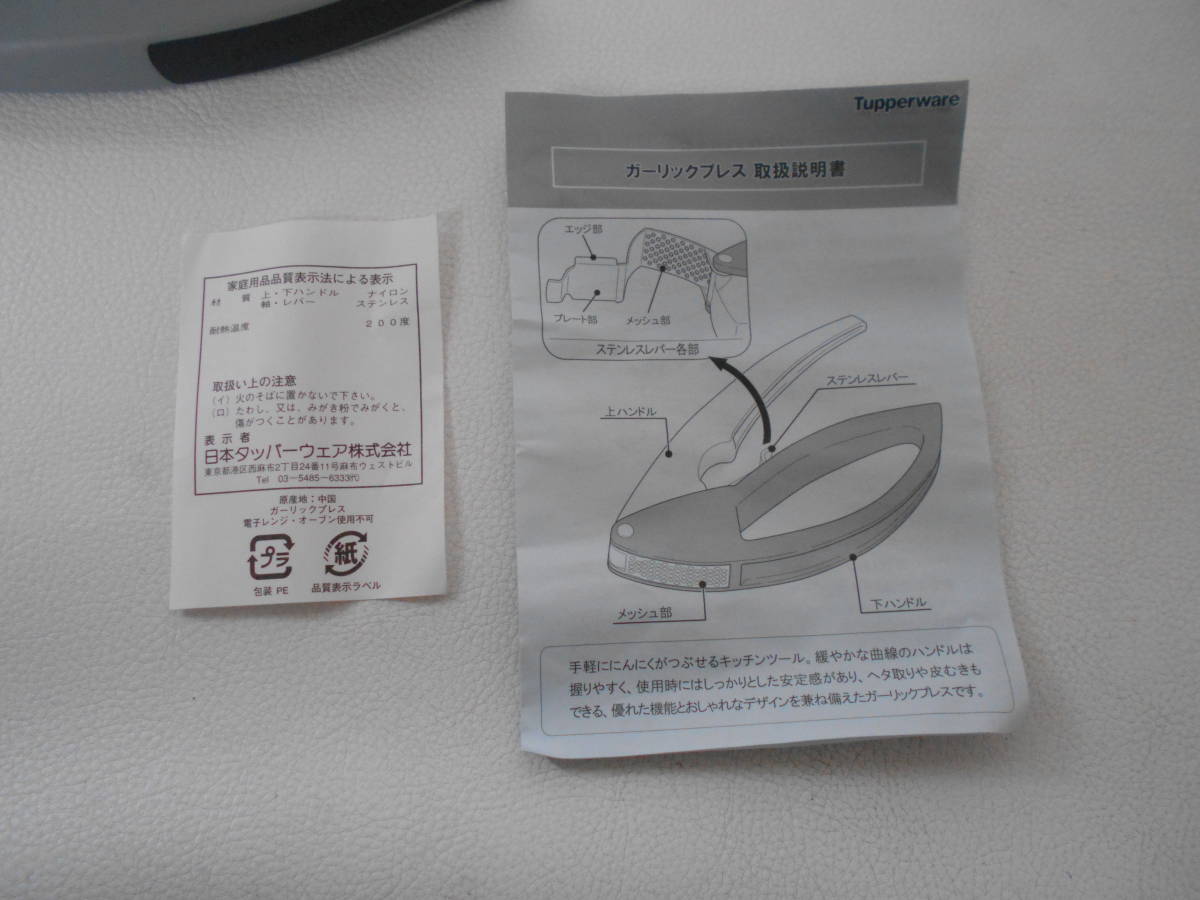 家庭用品品質表示法による表示
材 質 上・下ハンドル ナイロン
軸・レバー ステンレス
耐熱温度 200度
取扱い上の注意
(イ) 火のそばに置かないで下さい。
(ロ) たわし、又は、みがき粉でみがくと、
傷がつくことがあります。
表示者
日本タッパーウェア株式会社
東京都港区西麻布2丁目24番11号麻布ウェストビル
Tel 03-5485-6333㈹
原産地:中国
ガーリックプレス
電子レンジ・オーブン使用不可
プラ
紙
包装 PE
品質表示ラベル
Tupperware
ガーリックプレス 取扱説明書
エッジ部
プレート部
メッシュ部
ステンレスレバー各部
ステンレスレバー
上ハンドル
メッシュ部
下ハンドル
手軽ににんにくがつぶせるキッチンツール。緩やかな曲線のハンドルは
握りやすく、使用時にはしっかりとした安定感があり、ヘタ取りや皮むきも
できる、優れた機能とおしゃれなデザインを兼ね備えたガーリックプレスです。